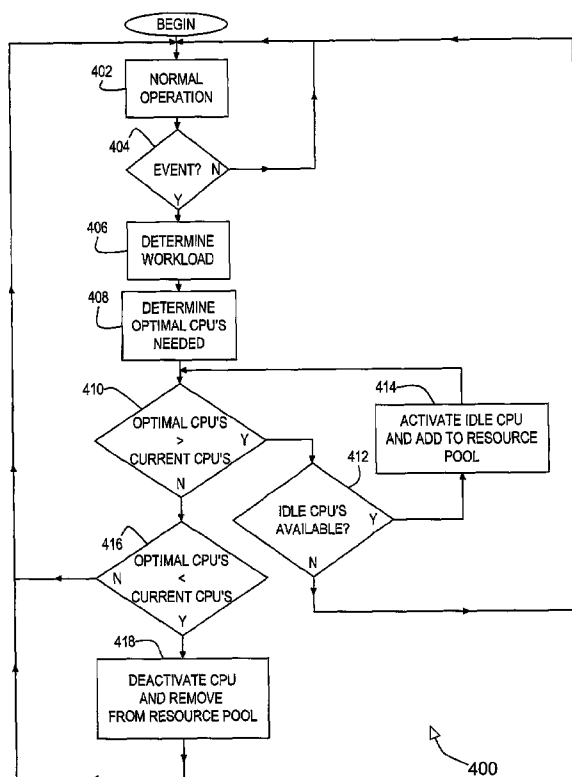 BEGIN
402
NORMAL
OPERATION
404
EVENT?
N
Y
406
DETERMINE
WORKLOAD
408
DETERMINE
OPTIMAL CPU'S
NEEDED
410
OPTIMAL CPU'S
>
CURRENT CPU'S
Y
N
414
ACTIVATE IDLE CPU
AND ADD TO RESOURCE
POOL
412
IDLE CPU'S
AVAILABLE?
Y
N
416
OPTIMAL CPU'S
<
CURRENT CPU'S
N
Y
418
DEACTIVATE CPU
AND REMOVE
FROM RESOURCE POOL
400